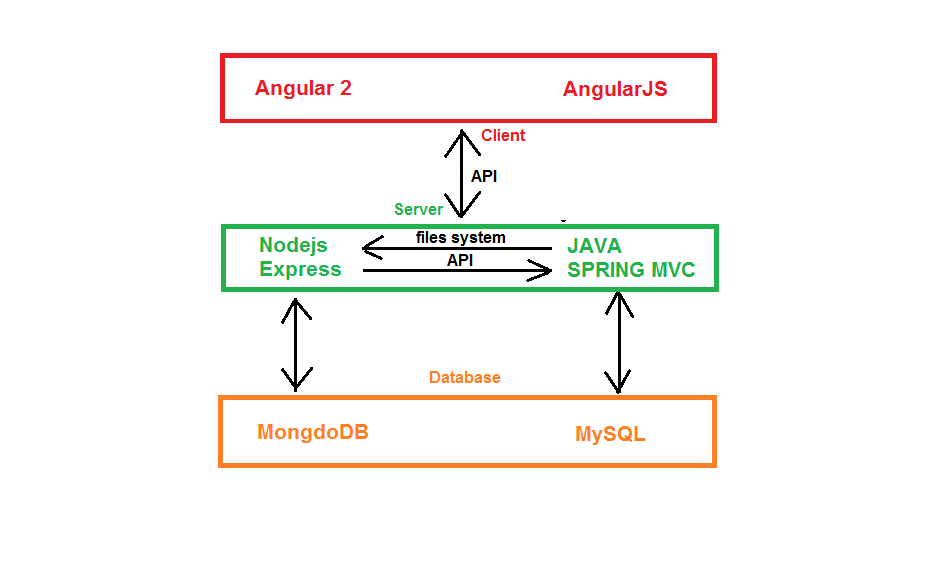 Angular 2
AngularJS
Client
API
Server
Nodejs
Express
files system
API
JAVA
SPRING MVC
Database
MongdoDB
MySQL